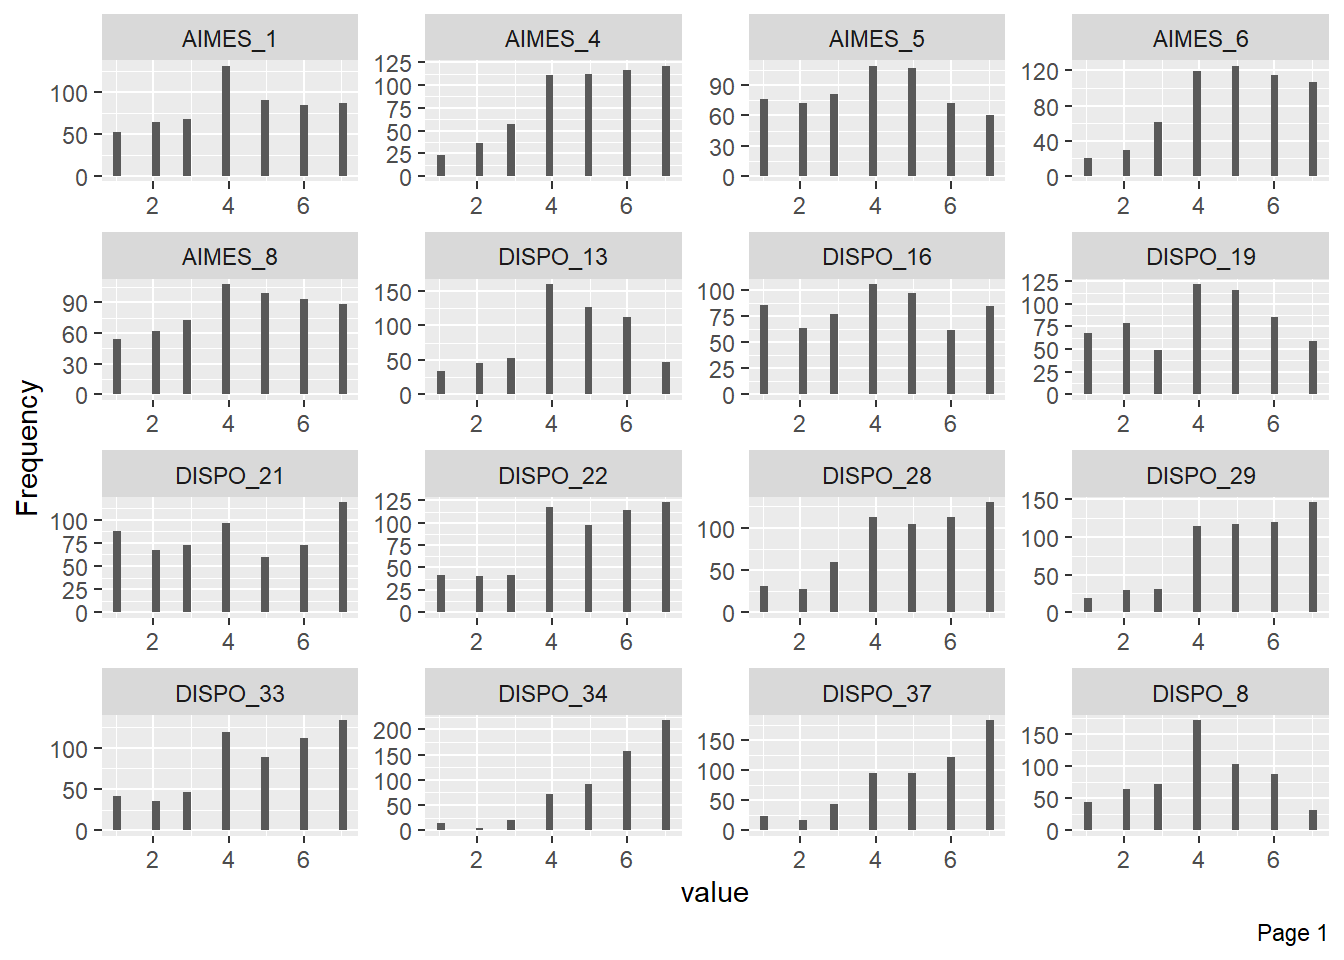 AIMES_1 AIMES_4 AIMES_5 AIMES_6
100 50 0 125 100 75 50 25 0 90 60 30 0 120 80 40 0
2 4 6 2 4 6 2 4 6 2 4 6
AIMES_8 DISPO_13 DISPO_16 DISPO_19
90 60 30 0 150 100 50 0 100 75 50 25 0 125 100 75 50 25 0
2 4 6 2 4 6 2 4 6 2 4 6
Frequency
DISPO_21 DISPO_22 DISPO_28 DISPO_29
100 75 50 25 0 125 100 75 50 25 0 100 50 0 150 100 50 0
2 4 6 2 4 6 2 4 6 2 4 6
DISPO_33 DISPO_34 DISPO_37 DISPO_8
100 50 0 200 150 100 50 0 150 100 50 0 150 100 50 0
2 4 6 2 4 6 2 4 6 2 4 6
value
Page 1